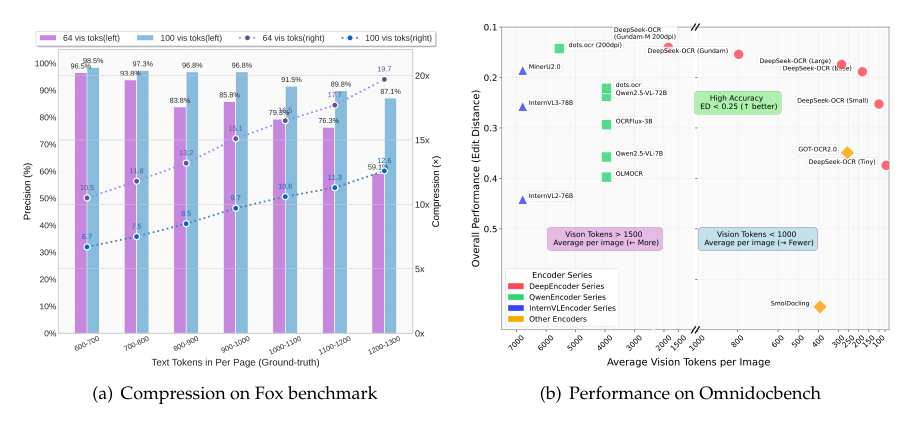 64 vis toks(left) 100 vis toks(left) 64 vis toks(right) 100 vis toks(right)
100%
90%
80%
70%
60%
50%
40%
30%
20%
10%
0%
Precision (%)
96.5% 98.5%
93.8% 97.3%
83.8% 96.8%
85.8% 96.8%
79.3% 91.5%
76.3% 89.8%
59.1% 87.1%
10.5 11.8 13.2 15.1 16.5 17.7 19.7
6.7 7.5 8.5 9.7 10.6 11.3 12.6
20x
15x
10x
5x
0x
Compression (×)
600-700 700-800 800-900 900-1000 1000-1100 1100-1200 1200-1300
Text Tokens in Per Page (Ground-truth)
(a) Compression on Fox benchmark
0.1
0.2
0.3
0.4
0.5
Overall Performance (Edit Distance)
DeepSeek-OCR
(Gundam-M 200dpi)
dots.ocr (200dpi)
DeepSeek-OCR (Gundam)
DeepSeek-OCR (Large)
DeepSeek-OCR (Base)
MinerU2.0
dots.ocr
Qwen2.5-VL-72B
High Accuracy
ED < 0.25 (↑ better)
DeepSeek-OCR (Small)
InternVL3-78B
OCRFlux-3B
GOT-OCR2.0
Qwen2.5-VL-7B
DeepSeek-OCR (Tiny)
OLMOCR
InternVL2-76B
Vison Tokens > 1500
Average per image (← More)
Vision Tokens < 1000
Average per image (→ Fewer)
SmolDocling
Encoder Series
DeepEncoder Series
QwenEncoder Series
InternVLEncoder Series
Other Encoders
7000 6000 5000 4000 3000 2000 1500 1000 800 600 500 400 300 250 200 150 100
Average Vision Tokens per Image
(b) Performance on Omnidocbench